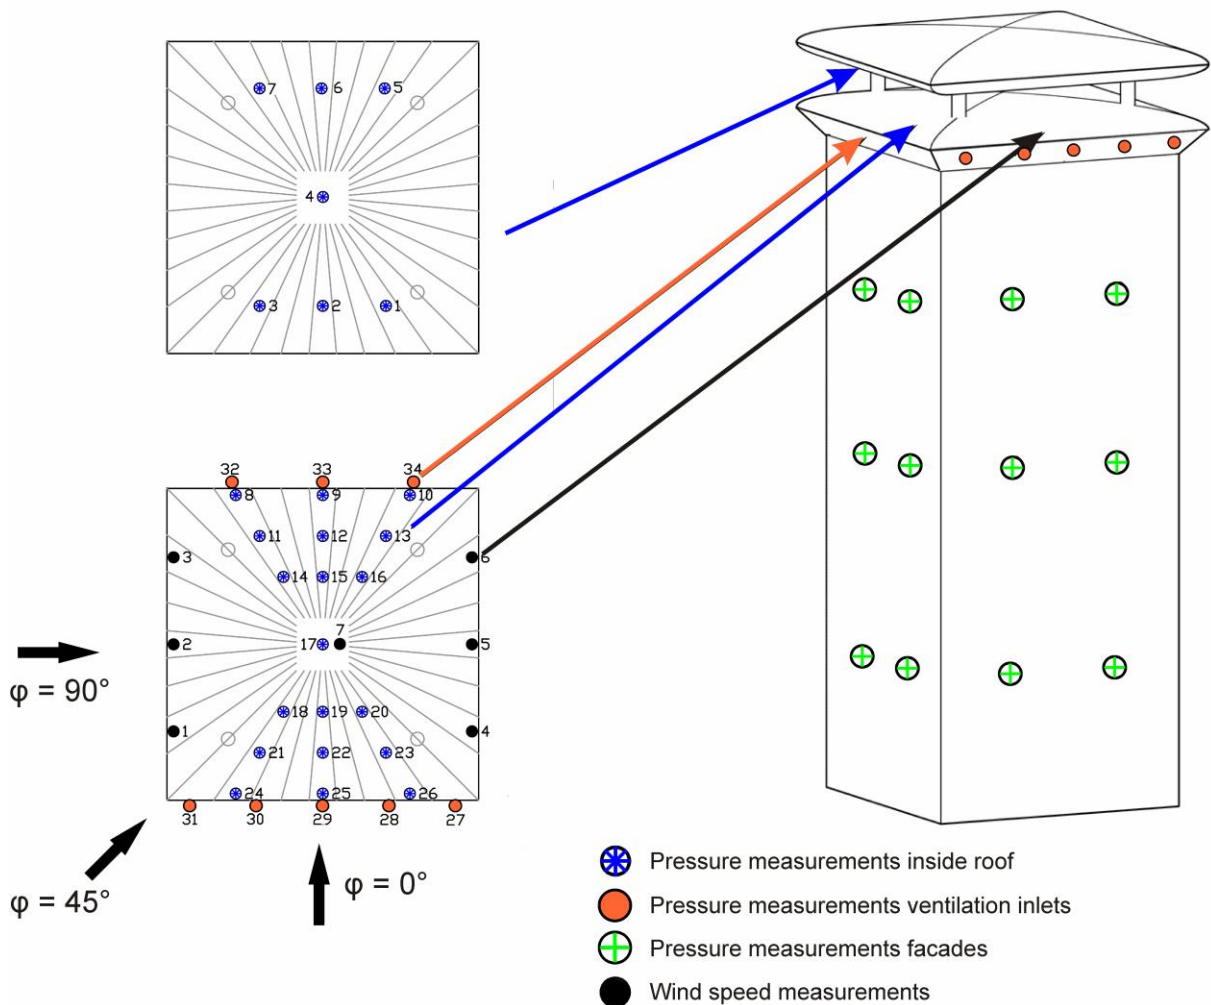 7 6 5
4
3 2 1
32 33 34
8 9 10
11 12 13
3 6
14 15 16
7
2 17 5
φ = 90°
18 19 20
1 4
21 22 23
24 25 26
31 30 29 28 27
φ = 45°
φ = 0°
Pressure measurements inside roof
Pressure measurements ventilation inlets
Pressure measurements facades
Wind speed measurements